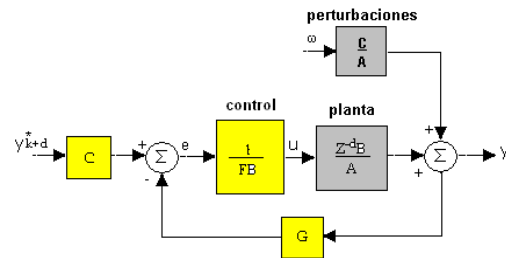 perturbaciones
ω
C
A
control
planta
y*k+d
C
+
Σ
-
e
1
FB
u
Z-dB
A
+
+
Σ
y
G